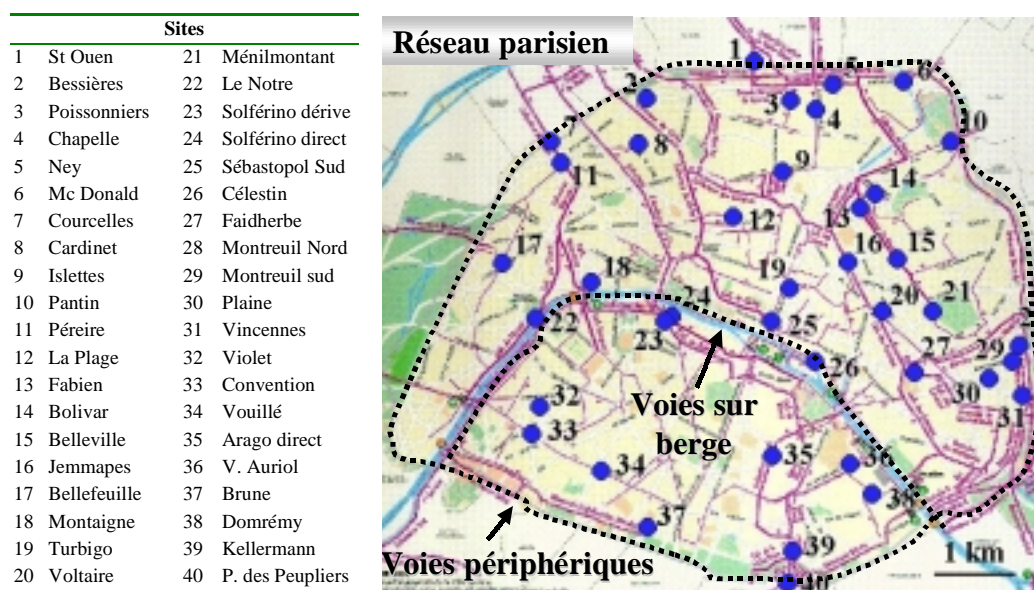 Sites
1 St Ouen 21 Ménilmontant
2 Bessières 22 Le Notre
3 Poissonniers 23 Solférino dérive
4 Chapelle 24 Solférino direct
5 Ney 25 Sébastopol Sud
6 Mc Donald 26 Célestin
7 Courcelles 27 Faidherbe
8 Cardinet 28 Montreuil Nord
9 Islettes 29 Montreuil sud
10 Pantin 30 Plaine
11 Péreire 31 Vincennes
12 La Plage 32 Violet
13 Fabien 33 Convention
14 Bolivar 34 Vouillé
15 Belleville 35 Arago direct
16 Jemmapes 36 V. Auriol
17 Bellefeuille 37 Brune
18 Montaigne 38 Domrémy
19 Turbigo 39 Kellermann
20 Voltaire 40 P. des Peupliers
Réseau parisien
1
2 3 4 5 6
7 8 9 10
11 12 13 14
17 18 19 16 15
22 23 24 25 20 21
26 27 29
30 31
32 33
34 35 36
37 38
39
40
Voies sur
berge
Voies périphériques
1 km